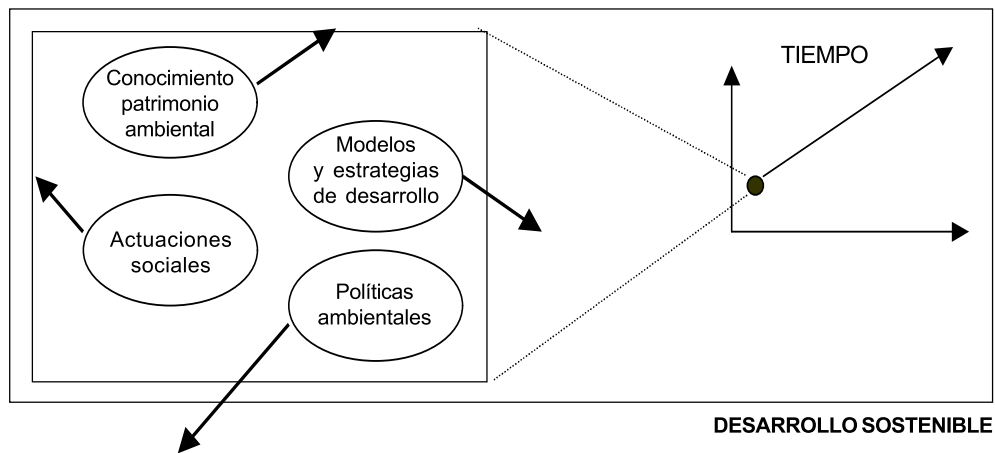 Conocimiento
patrimonio
ambiental
Modelos
y estrategias
de desarrollo
Actuaciones
sociales
Políticas
ambientales
TIEMPO
DESARROLLO SOSTENIBLE